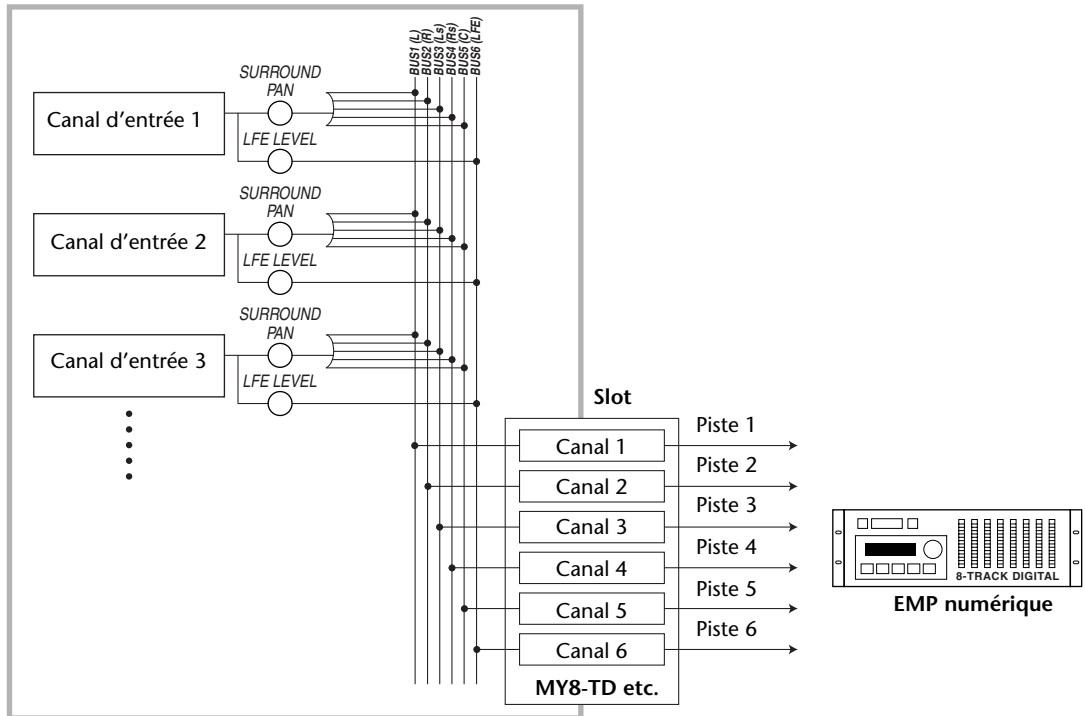 BUS1 (L)
BUS2 (R)
BUS3 (Ls)
BUS4 (Rs)
BUS5 (C)
BUS6 (LFE)
SURROUND
PAN
Canal d'entrée 1
LFE LEVEL
SURROUND
PAN
Canal d'entrée 2
LFE LEVEL
SURROUND
PAN
Canal d'entrée 3
LFE LEVEL
Slot
Canal 1
Piste 1
Canal 2
Piste 2
Canal 3
Piste 3
Canal 4
Piste 4
Canal 5
Piste 5
Canal 6
Piste 6
MY8-TD etc.
8-TRACK DIGITAL
EMP numérique